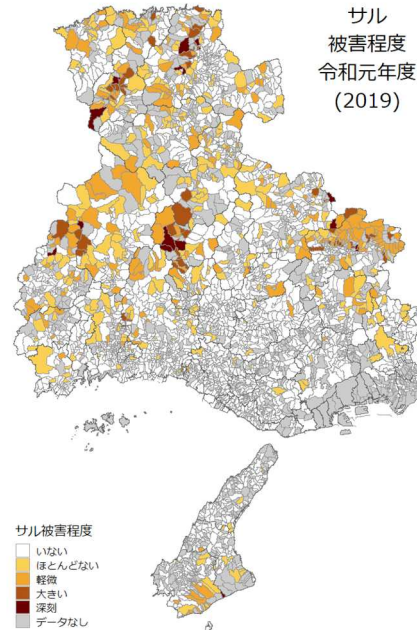 サル
被害程度
令和元年度
(2019)
サル被害程度
いない
ほとんどない
軽微
大きい
深刻
データなし